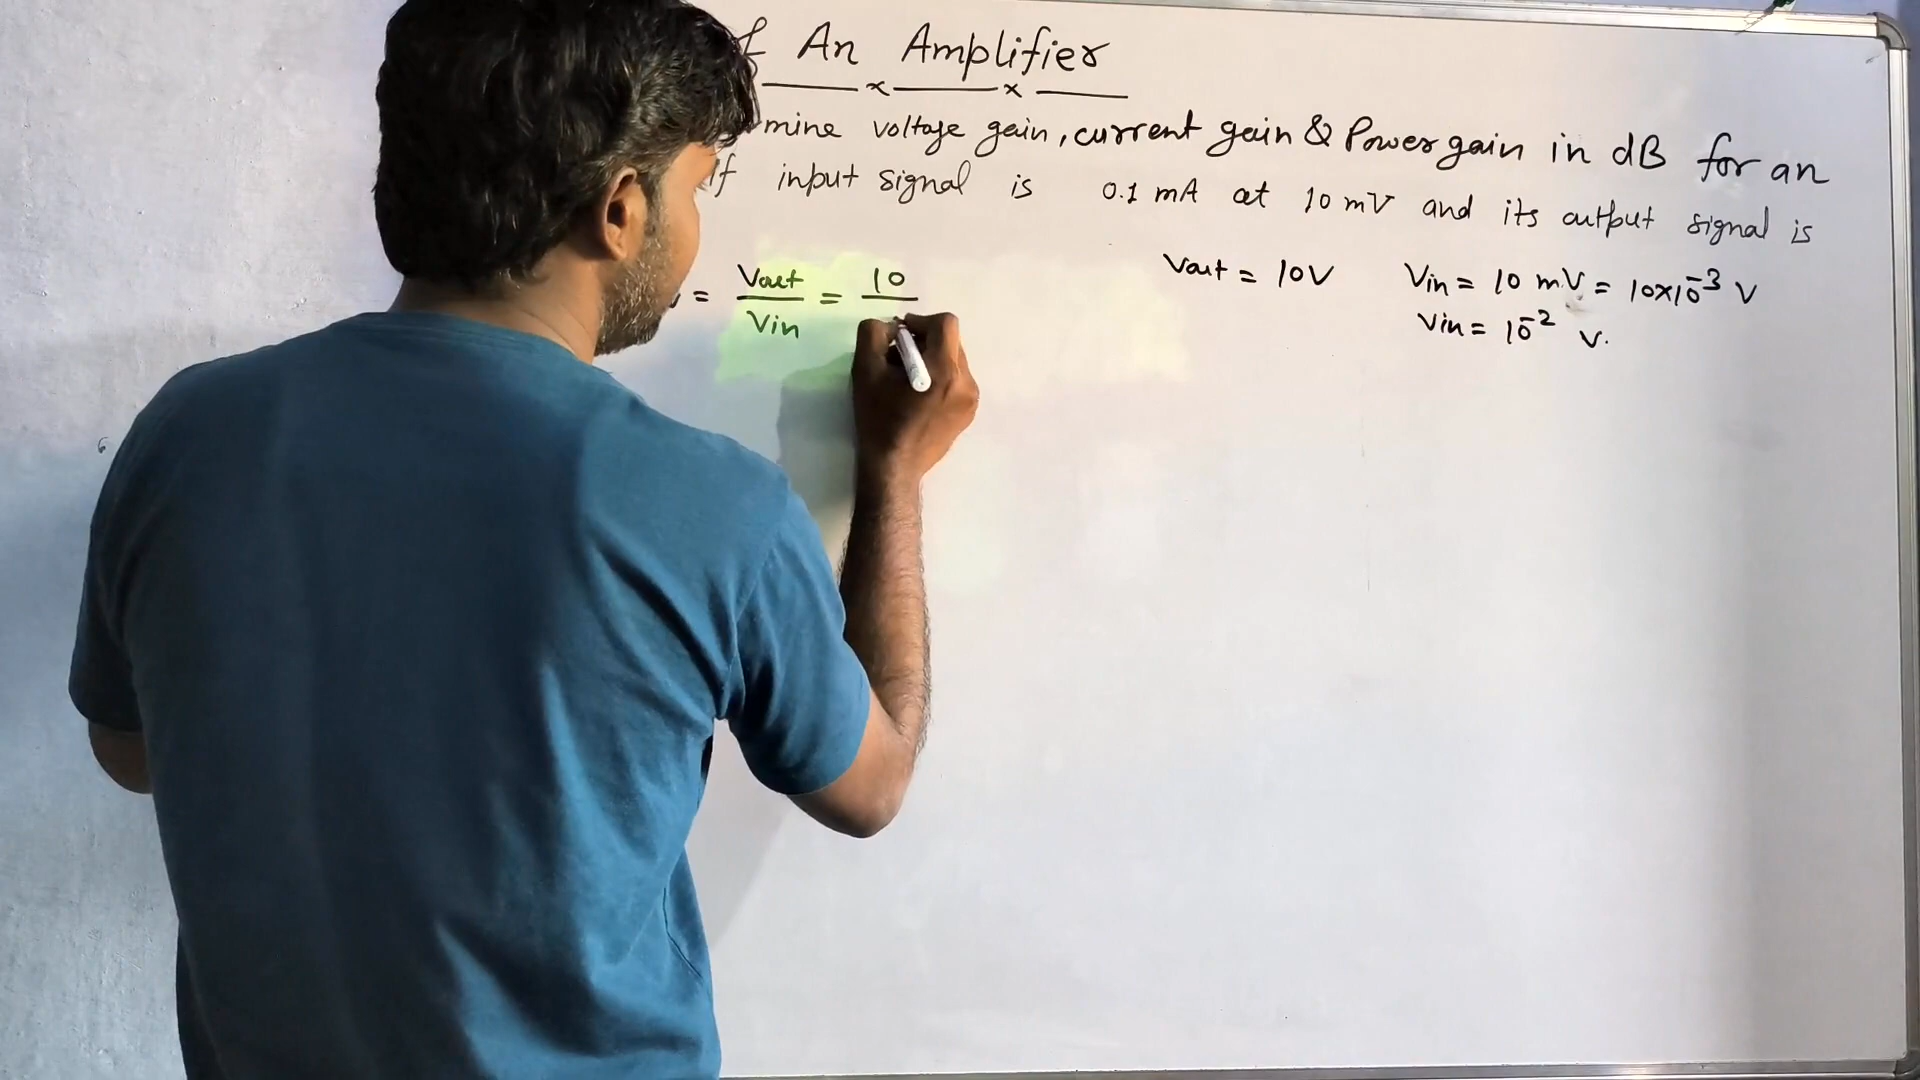 An Amplifier
mine voltage gain, current gain & Power gain in dB for an
If input signal is 0.1 mA at 10 mV and its output signal is
= Vout / Vin = 10
Vout = 10V Vin = 10 mV = 10x10^-3 V
Vin = 10^-2 V.